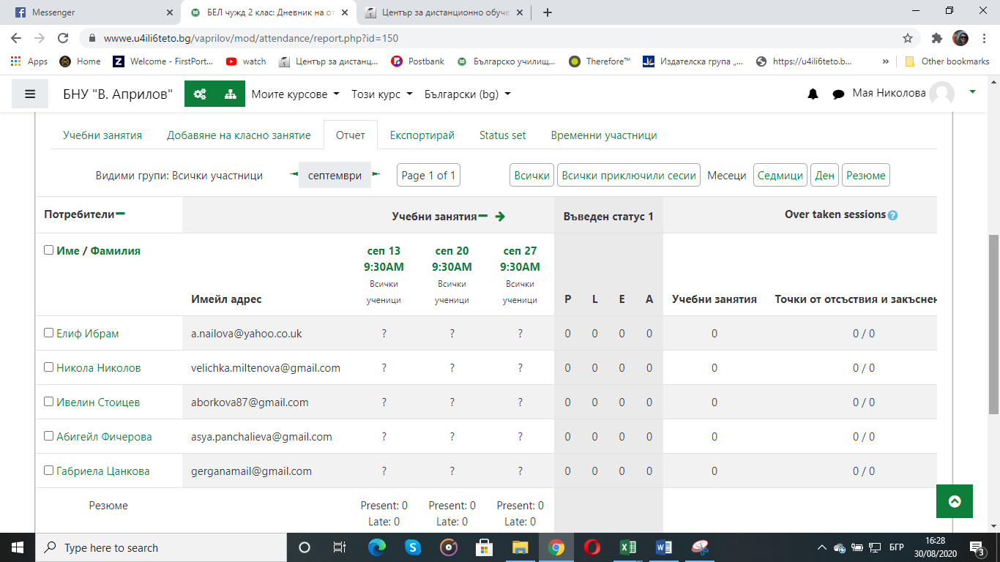 Messenger
БЕЛ чужд 2 клас: Дневник на от
Център за дистанционно обуче
wwwe.u4ili6teto.bg/vaprilov/mod/attendance/report.php?id=150
Apps
Home
Welcome - FirstPort...
watch
Център за дистанц...
Postbank
Българско училищ...
Therefore™
Издателска група „...
https://u4ili6teto.b...
»
Other bookmarks
БНУ "В. Априлов"
Моите курсове
Този курс
Български (bg)
Мая Николова
Учебни занятия
Добавяне на класно занятие
Отчет
Експортирай
Status set
Временни участници
Видими групи: Всички участници
септември
Page 1 of 1
Всички
Всички приключили сесии
Месеци
Седмици
Ден
Резюме
Потребители
Учебни занятия
Въведен статус 1
Over taken sessions
Име / Фамилия
Имейл адрес
сеп 13
9:30AM
Всички
ученици
сеп 20
9:30AM
Всички
ученици
сеп 27
9:30AM
Всички
ученици
P L E A
Учебни занятия
Точки от отсъствия и закъснен
Елиф Ибрам a.nailova@yahoo.co.uk ? ? ? 0 0 0 0 0 0 / 0
Никола Николов velichka.miltenova@gmail.com ? ? ? 0 0 0 0 0 0 / 0
Ивелин Стоицев aborkova87@gmail.com ? ? ? 0 0 0 0 0 0 / 0
Абигейл Фичерова asya.panchalieva@gmail.com ? ? ? 0 0 0 0 0 0 / 0
Габриела Цанкова gerganamail@gmail.com ? ? ? 0 0 0 0 0 0 / 0
Резюме Present: 0 Present: 0 Present: 0
Late: 0 Late: 0 Late: 0
Type here to search
БГР
16:28
30/08/2020
3